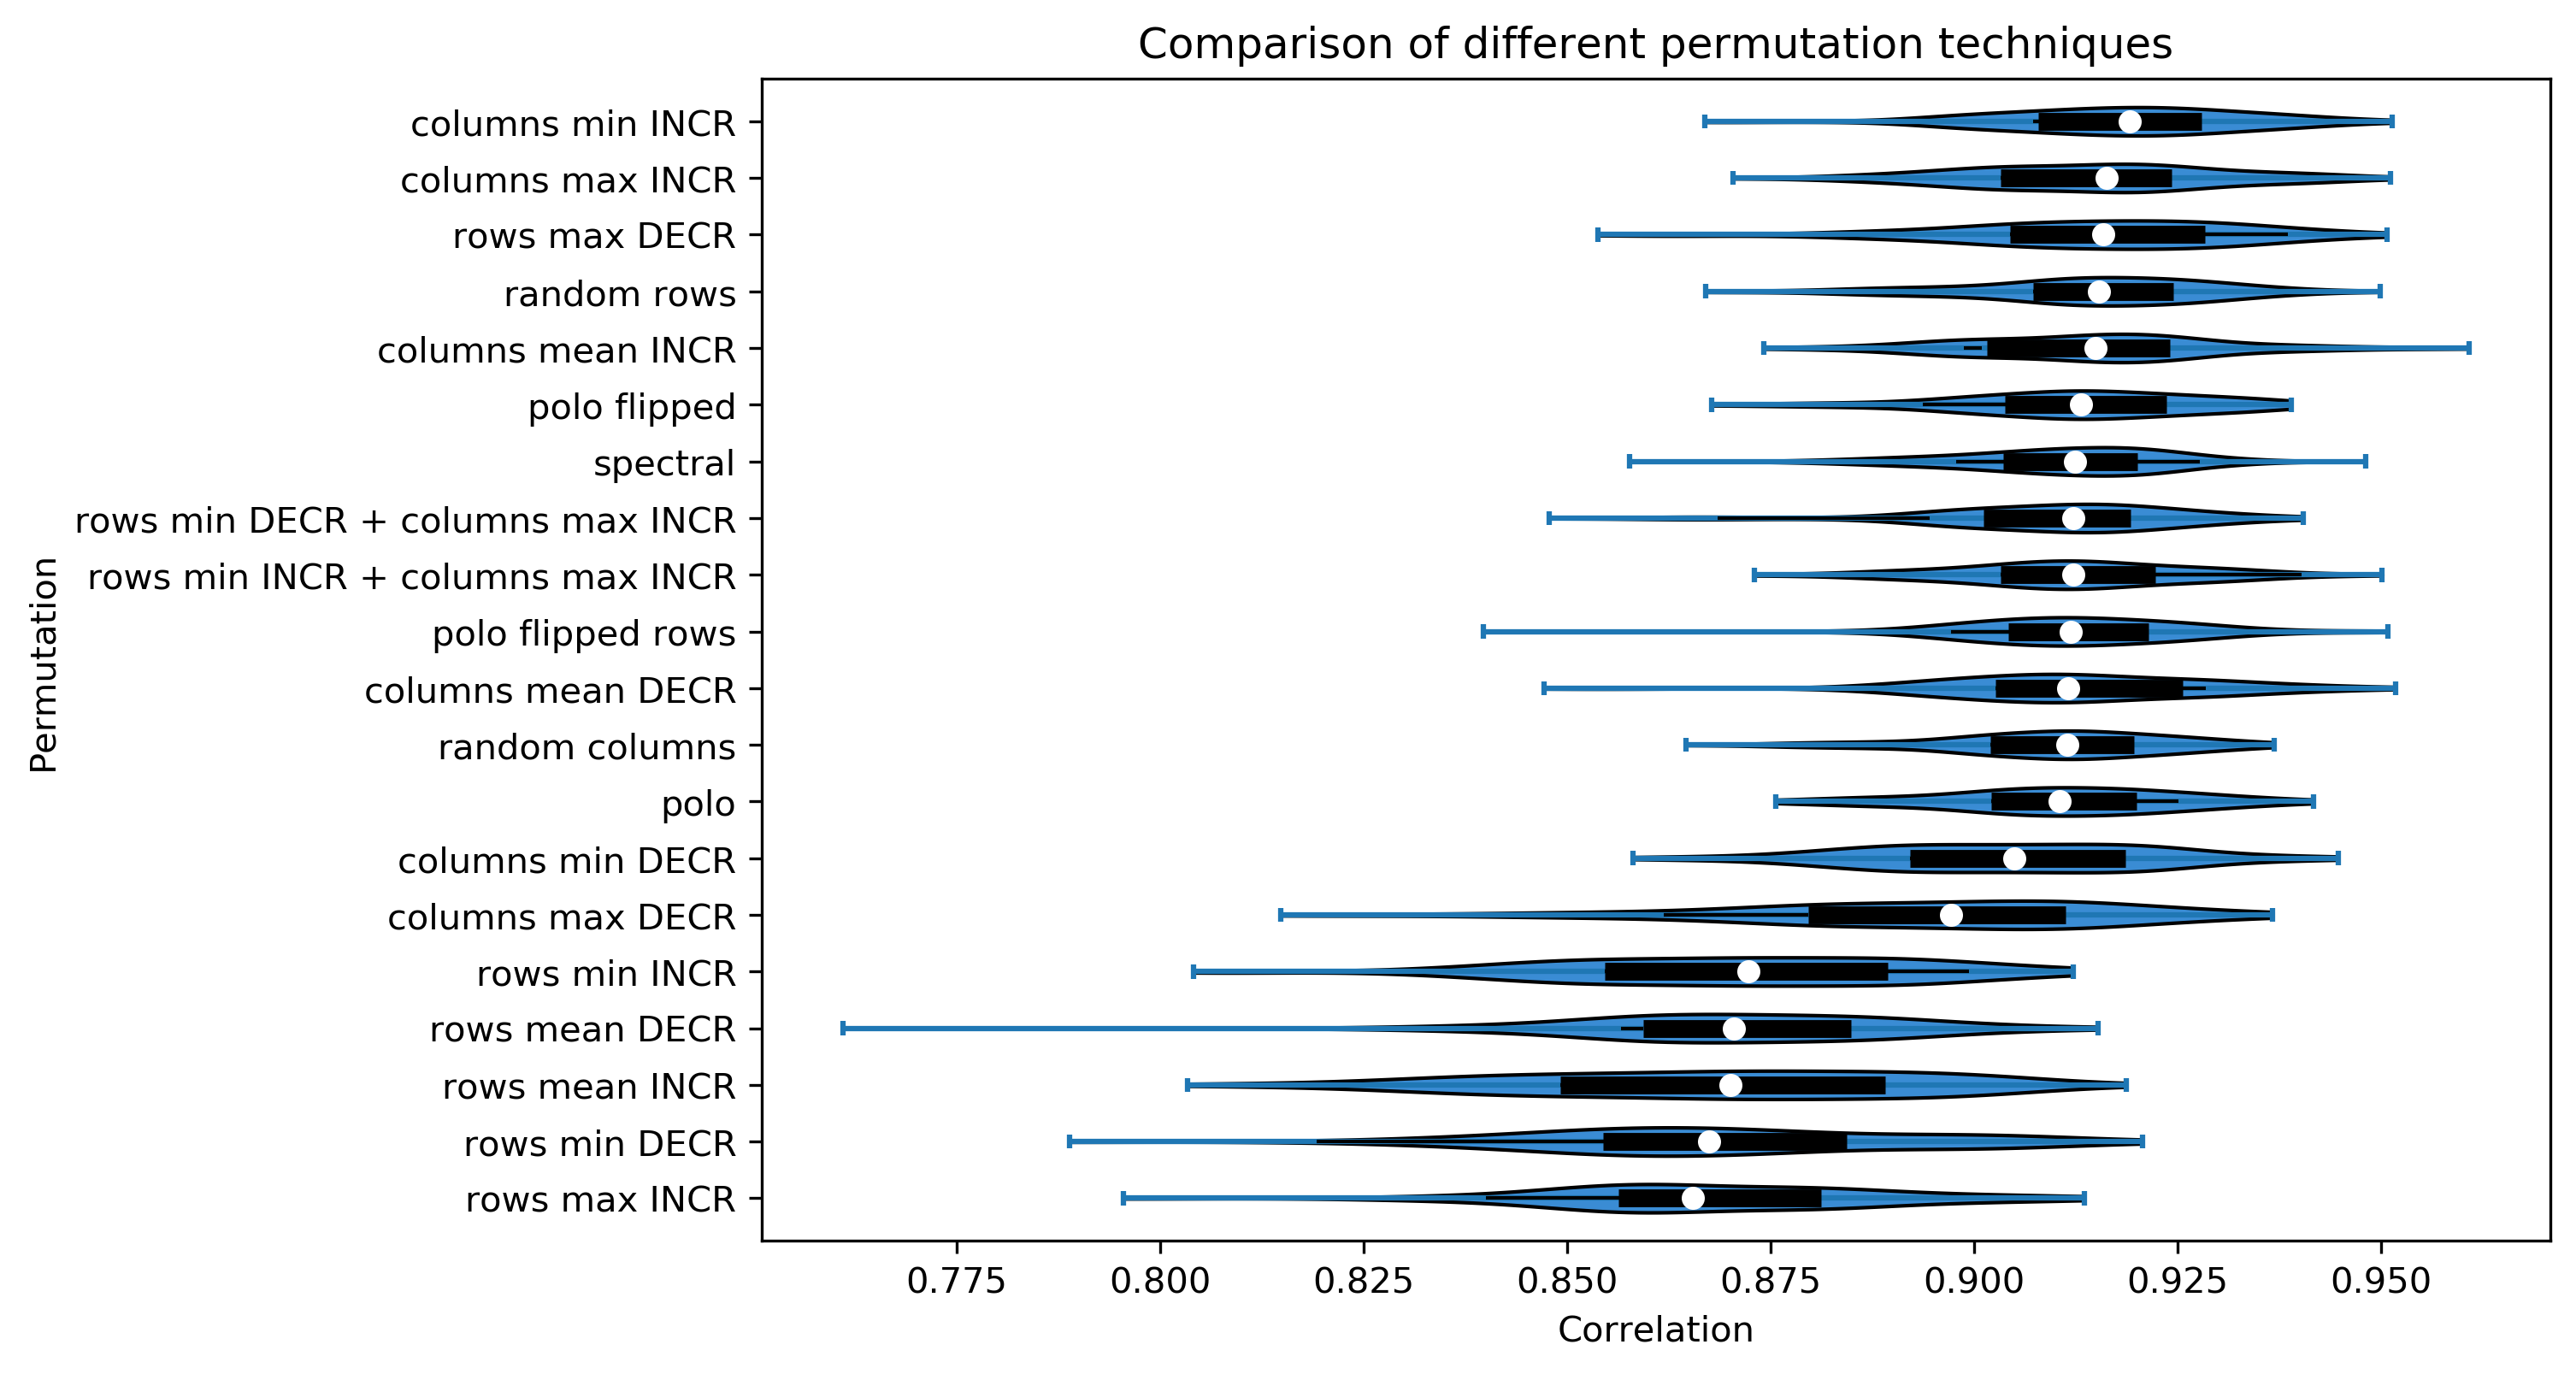 Comparison of different permutation techniques
Permutation
columns min INCR
columns max INCR
rows max DECR
random rows
columns mean INCR
polo flipped
spectral
rows min DECR + columns max INCR
rows min INCR + columns max INCR
polo flipped rows
columns mean DECR
random columns
polo
columns min DECR
columns max DECR
rows min INCR
rows mean DECR
rows mean INCR
rows min DECR
rows max INCR
0.775 0.800 0.825 0.850 0.875 0.900 0.925 0.950
Correlation